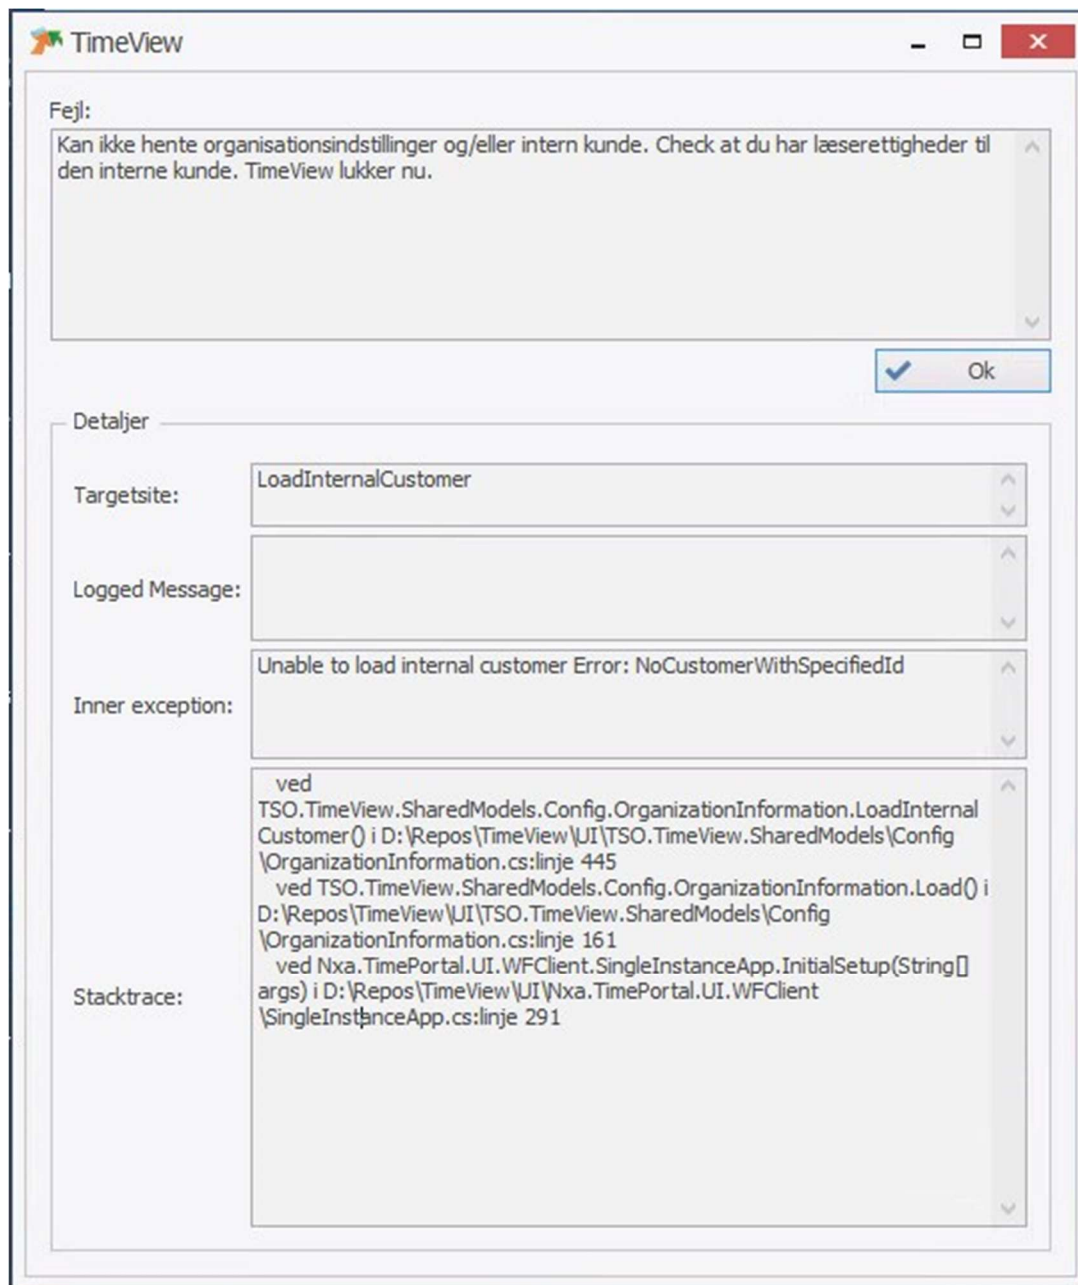 TimeView
Fejl:
Kan ikke hente organisationsindstillinger og/eller intern kunde. Check at du har læserettigheder til
den interne kunde. TimeView lukker nu.
Ok
Detaljer
Targetsite:
LoadInternalCustomer
Logged Message:
Inner exception:
Unable to load internal customer Error: NoCustomerWithSpecifiedId
Stacktrace:
ved
TSO.TimeView.SharedModels.Config.OrganizationInformation.LoadInternal
Customer() i D:\Repos\TimeView\UI\TSO.TimeView.SharedModels\Config
\OrganizationInformation.cs:linje 445
ved TSO.TimeView.SharedModels.Config.OrganizationInformation.Load() i
D:\Repos\TimeView\UI\TSO.TimeView.SharedModels\Config
\OrganizationInformation.cs:linje 161
ved Nxa.TimePortal.UI.WFClient.SingleInstanceApp.InitialSetup(String[]
args) i D:\Repos\TimeView\UI\Nxa.TimePortal.UI.WFClient
\SingleInstanceApp.cs:linje 291